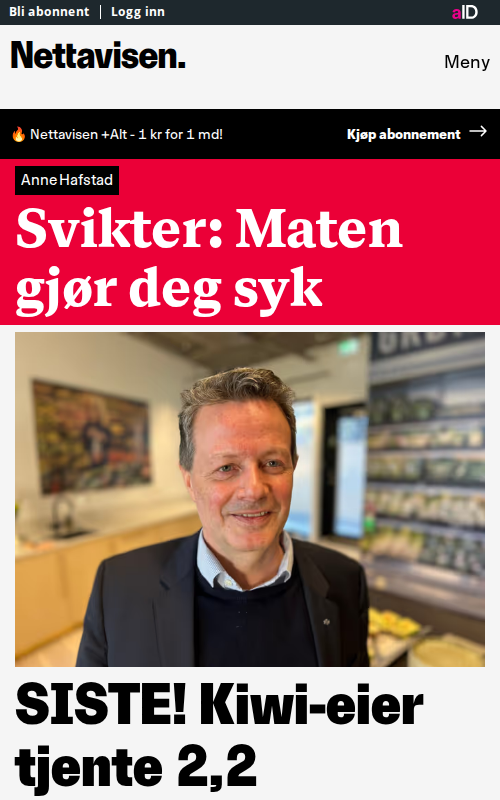 Bli abonnent | Logg inn
aID
Nettavisen.
Meny
🔥 Nettavisen +Alt - 1 kr for 1 md!
Kjøp abonnement →
Anne Hafstad
Svikter: Maten
gjør deg syk
SISTE! Kiwi-eier
tjente 2,2